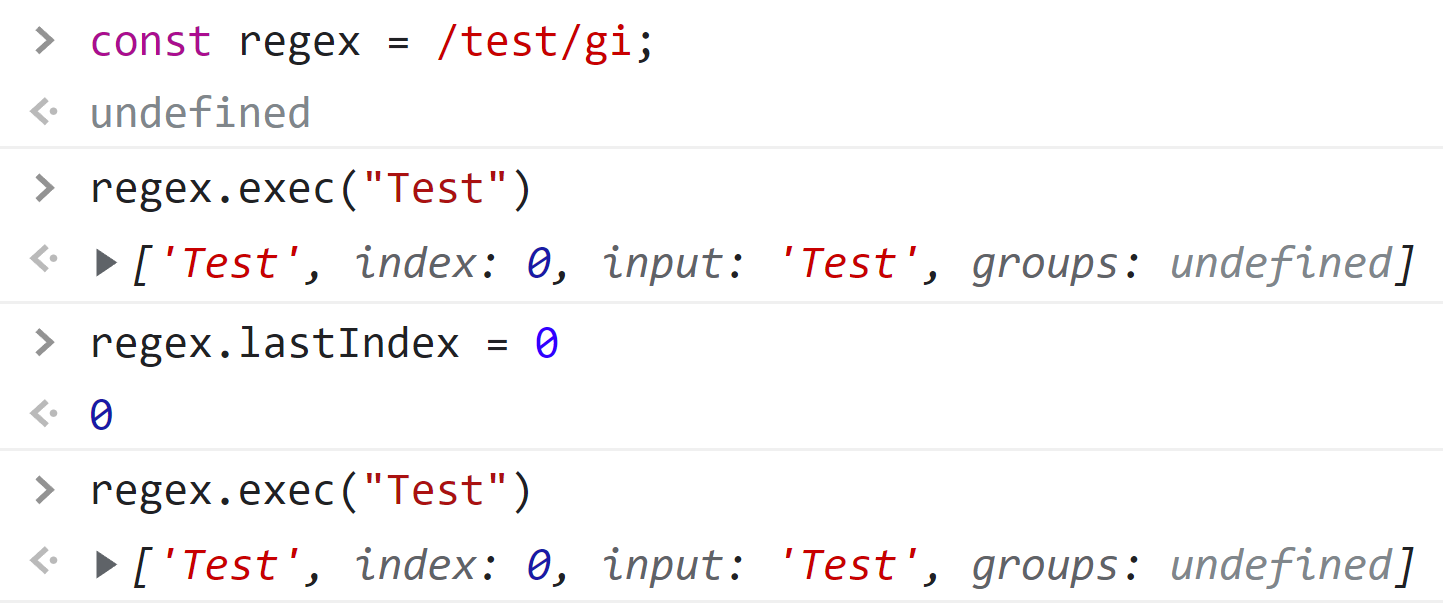 const regex = /test/gi;
undefined
regex.exec("Test")
['Test', index: 0, input: 'Test', groups: undefined]
regex.lastIndex = 0
0
regex.exec("Test")
['Test', index: 0, input: 'Test', groups: undefined]